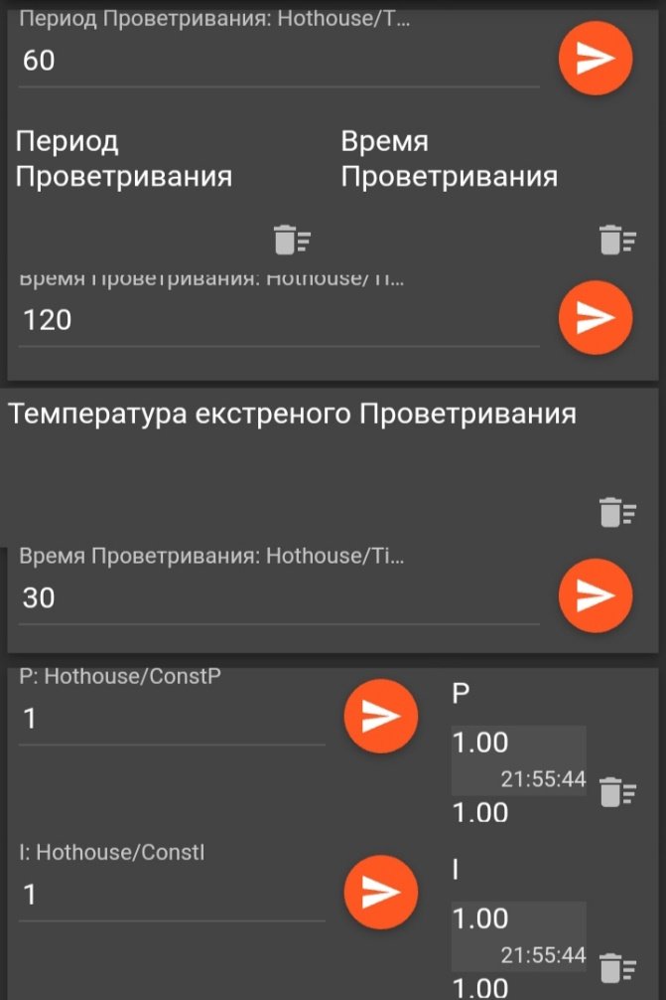 Период Проветривания: Hothouse/T...
60
Период
Проветривания
Время
Проветривания
Время Проветривания: Hothouse/Ti...
120
Температура екстреного Проветривания
Время Проветривания: Hothouse/Ti...
30
P: Hothouse/ConstP
1
P
1.00
21:55:44
1.00
I: Hothouse/ConstI
1
I
1.00
21:55:44
1.00